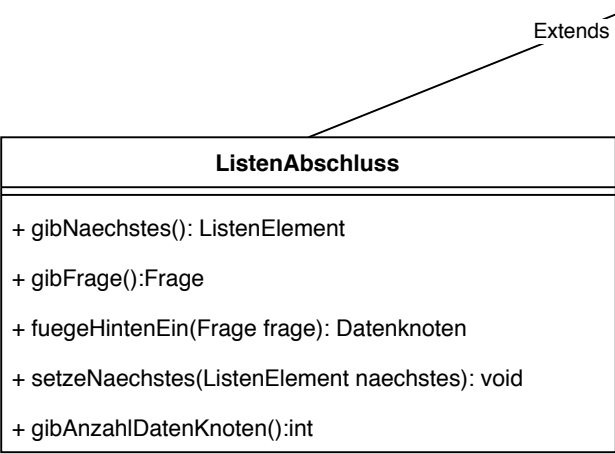 Extends
ListenAbschluss
+ gibNaechstes(): ListenElement
+ gibFrage():Frage
+ fuegeHintenEin(Frage frage): Datenknoten
+ setzeNaechstes(ListenElement naechstes): void
+ gibAnzahlDatenKnoten():int